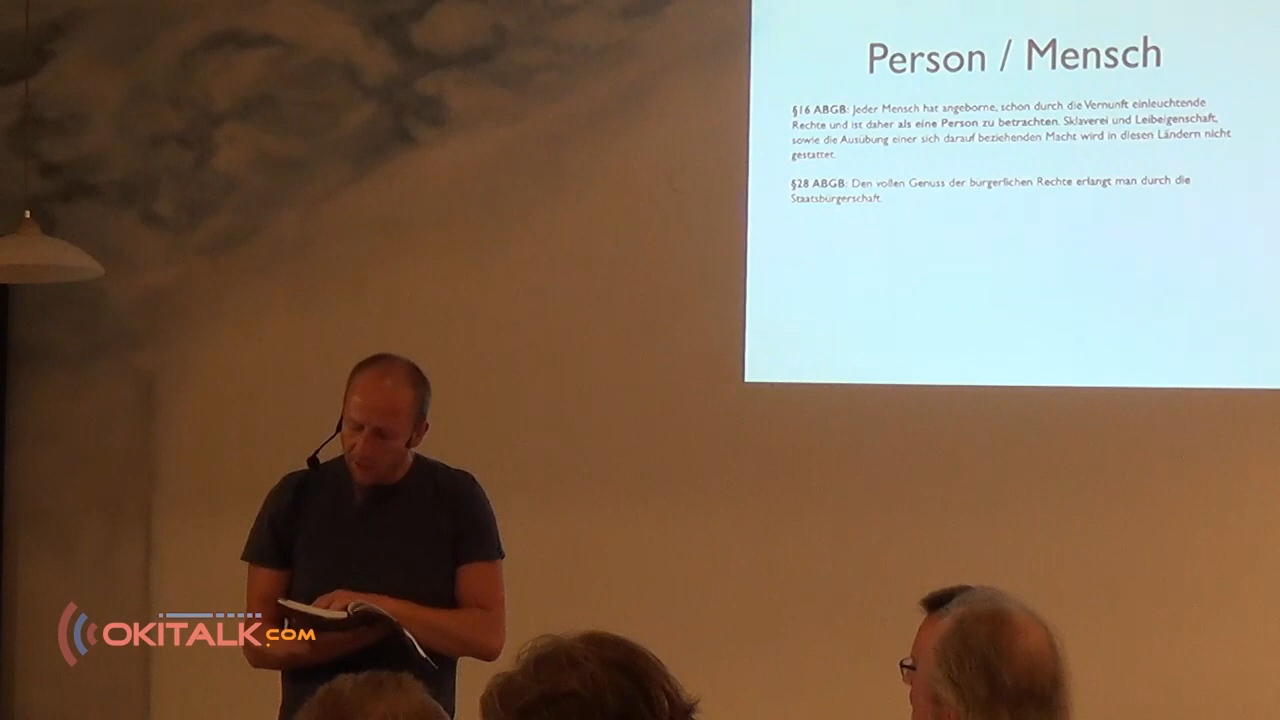 Person / Mensch
§16 ABGB: Jeder Mensch hat angeborne, schon durch die Vernunft einleuchtende
Rechte und ist daher als eine Person zu betrachten. Sklaverei und Leibeigenschaft,
sowie die Ausübung einer sich darauf beziehenden Macht wird in diesen Ländern nicht
gestattet.
§28 ABGB: Den vollen Genuss der bürgerlichen Rechte erlangt man durch die
Staatsbürgerschaft.
OKITALK.COM